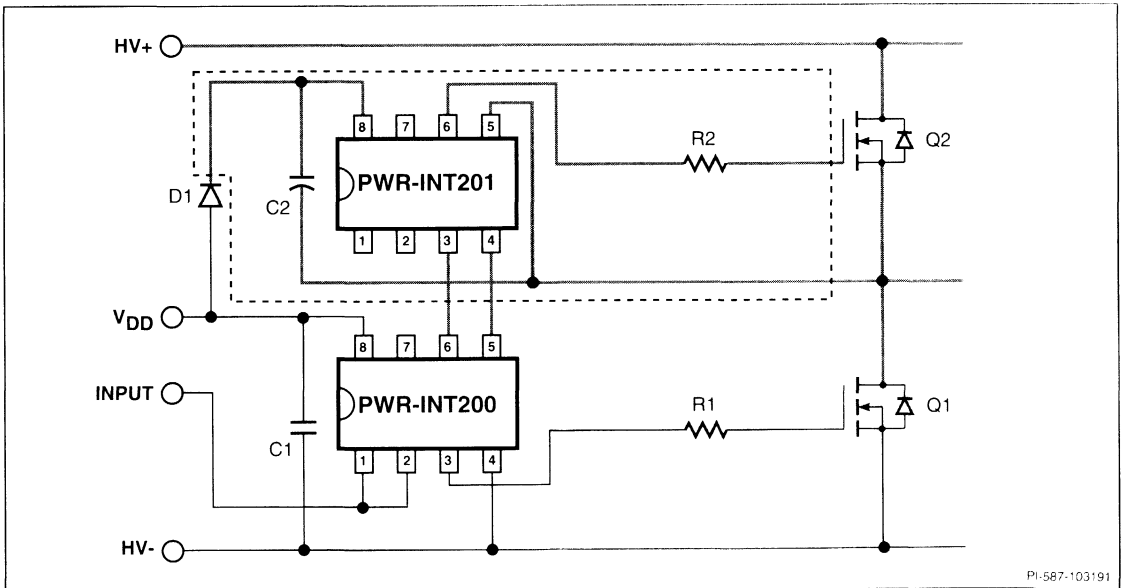 HV+
8 7 6 5
R2
Q2
PWR-INT201
D1
C2
1 2 3 4
VDD
8 7 6 5
INPUT
PWR-INT200
R1
Q1
C1
1 2 3 4
HV-
PI-587-103191